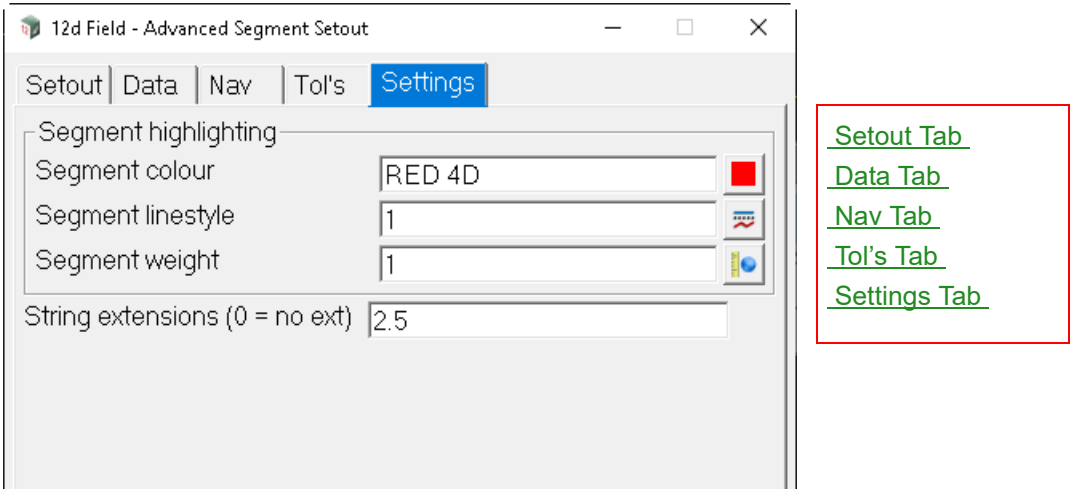 12d Field - Advanced Segment Setout
Setout Data Nav Tol's Settings
Segment highlighting
Segment colour RED 4D
Segment linestyle 1
Segment weight 1
String extensions (0 = no ext) 2.5
Setout Tab
Data Tab
Nav Tab
Tol’s Tab
Settings Tab